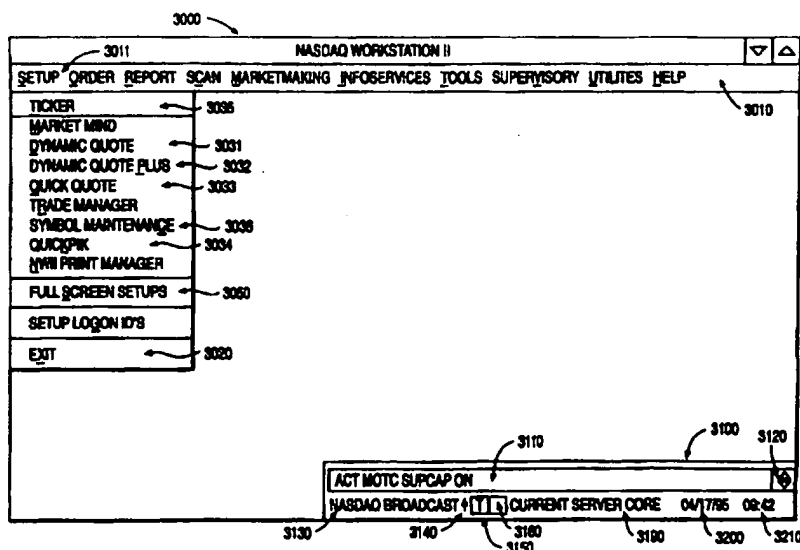 3000
NASDAQ WORKSTATION II
3011
SETUP ORDER REPORT SCAN MARKETMAKING INFOSERVICES TOOLS SUPERVISORY UTILITES HELP
3010
TICKER 3035
MARKET MIND
DYNAMIC QUOTE 3031
DYNAMIC QUOTE PLUS 3032
QUICK QUOTE 3033
TRADE MANAGER
SYMBOL MAINTENANCE 3036
QUICKPIK 3034
NWII PRINT MANAGER
FULL SCREEN SETUPS 3050
SETUP LOGON ID'S
EXIT 3020
3100
3110
3120
ACT MOTC SUPCAP ON
NASDAQ BROADCAST CURRENT SERVER CORE 04/17/95 09:42
3130 3140 3150 3160 3190 3200 3210